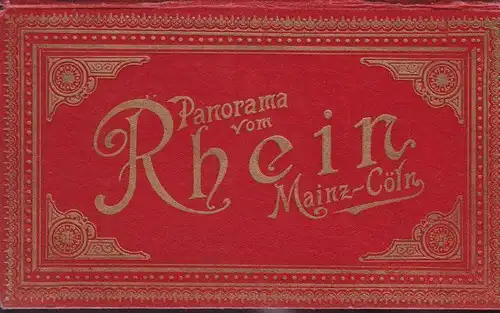 Panorama
vom
Rhein
Mainz-Cöln